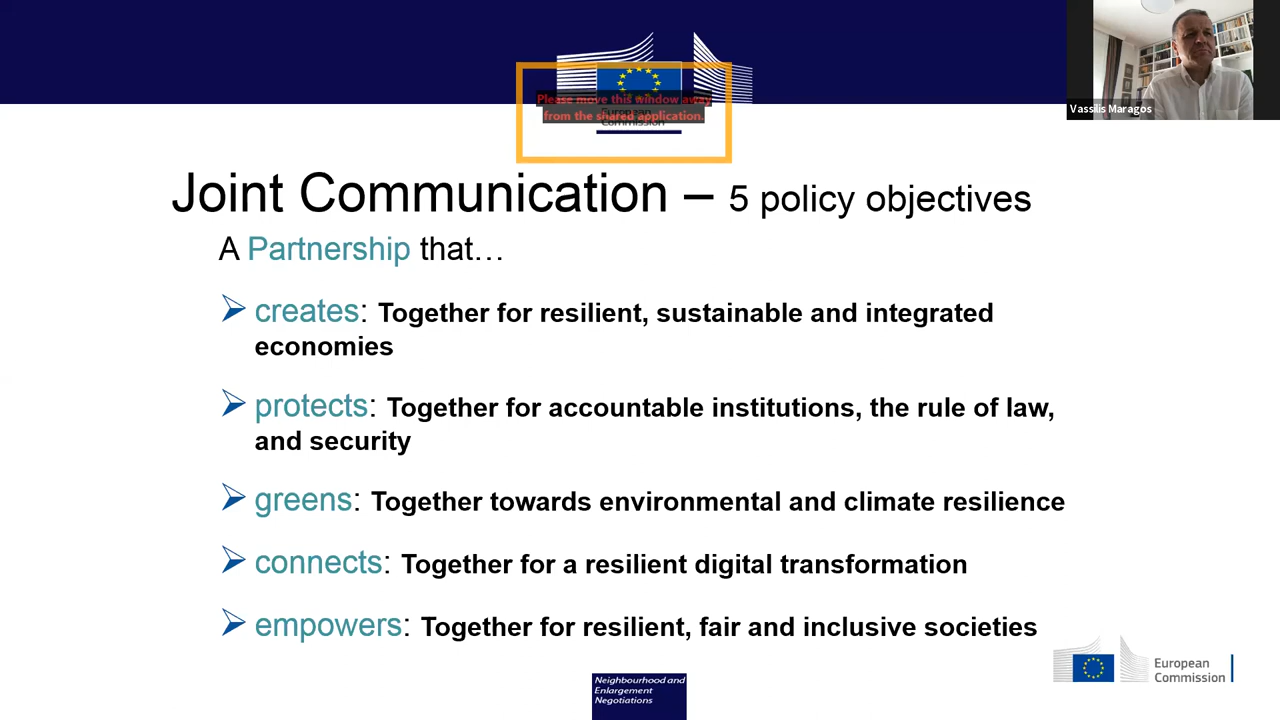 Please move this window away
from the shared application.
European
Commission
Vassilis Maragos
Joint Communication – 5 policy objectives
A Partnership that…
creates: Together for resilient, sustainable and integrated
economies
protects: Together for accountable institutions, the rule of law,
and security
greens: Together towards environmental and climate resilience
connects: Together for a resilient digital transformation
empowers: Together for resilient, fair and inclusive societies
European
Commission
Neighbourhood and
Enlargement
Negotiations